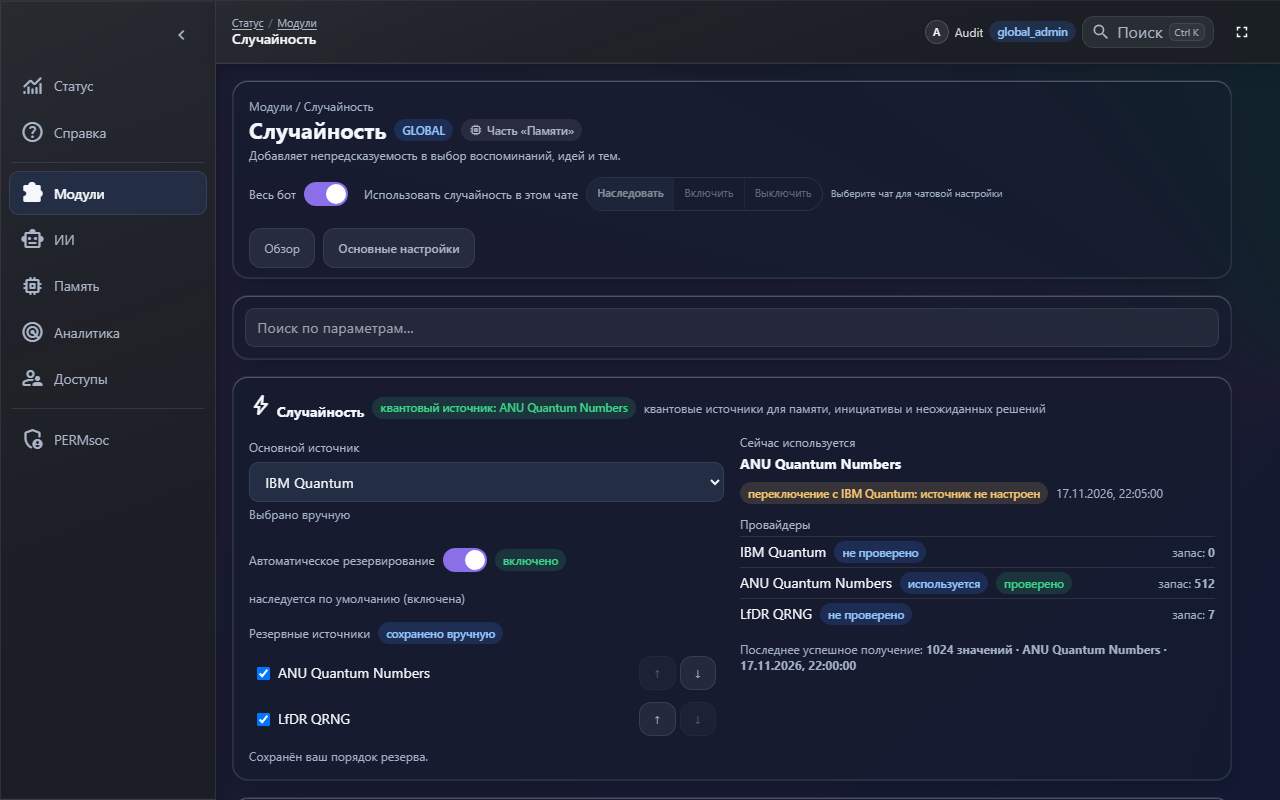 Статус / Модули
Случайность
A Audit global_admin Поиск Ctrl K
Статус
Справка
Модули
ИИ
Память
Аналитика
Доступы
PERMsoc
Модули / Случайность
Случайность GLOBAL Часть «Памяти»
Добавляет непредсказуемость в выбор воспоминаний, идей и тем.
Весь бот Использовать случайность в этом чате Наследовать Включить Выключить Выберите чат для чатовой настройки
Обзор Основные настройки
Поиск по параметрам...
Случайность квантовый источник: ANU Quantum Numbers квантовые источники для памяти, инициативы и неожиданных решений
Основной источник
IBM Quantum
Выбрано вручную
Автоматическое резервирование включено
наследуется по умолчанию (включена)
Резервные источники сохранено вручную
ANU Quantum Numbers ↑ ↓
LfDR QRNG ↑ ↓
Сохранён ваш порядок резерва.
Сейчас используется
ANU Quantum Numbers
переключение с IBM Quantum: источник не настроен 17.11.2026, 22:05:00
Провайдеры
IBM Quantum не проверено запас: 0
ANU Quantum Numbers используется проверено запас: 512
LfDR QRNG не проверено запас: 7
Последнее успешное получение: 1024 значений · ANU Quantum Numbers ·
17.11.2026, 22:00:00